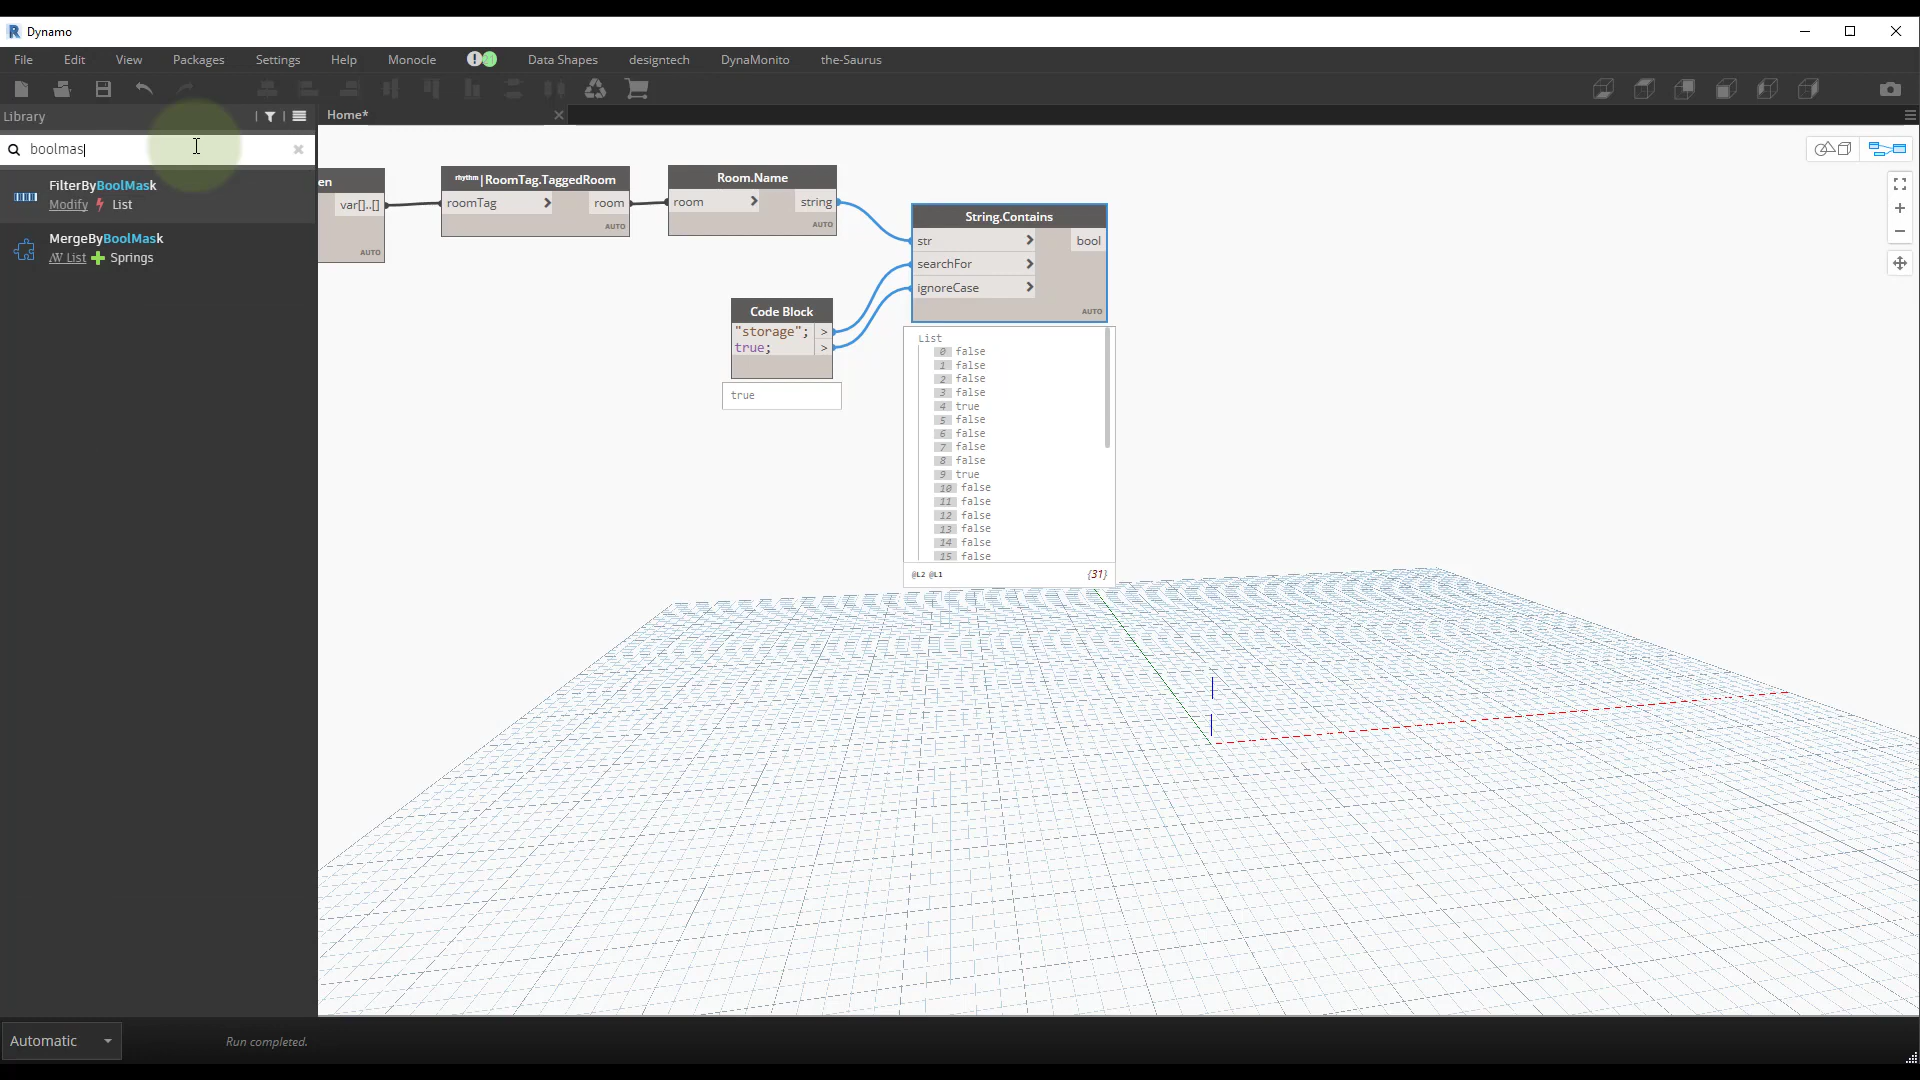 Dynamo
File Edit View Packages Settings Help Monocle ! Data Shapes designtech DynaMonito the-Saurus
Library
Home*
boolmas
FilterByBoolMask
Modify List
MergeByBoolMask
List Springs
en
var[]..[]
AUTO
rhythm|RoomTag.TaggedRoom
roomTag > room
AUTO
Room.Name
room > string
AUTO
Code Block
"storage"; >
true; >
true
String.Contains
str > bool
searchFor >
ignoreCase >
AUTO
List
0 false
1 false
2 false
3 false
4 true
5 false
6 false
7 false
8 false
9 true
10 false
11 false
12 false
13 false
14 false
15 false
@L2 @L1 {31}
Automatic
Run completed.